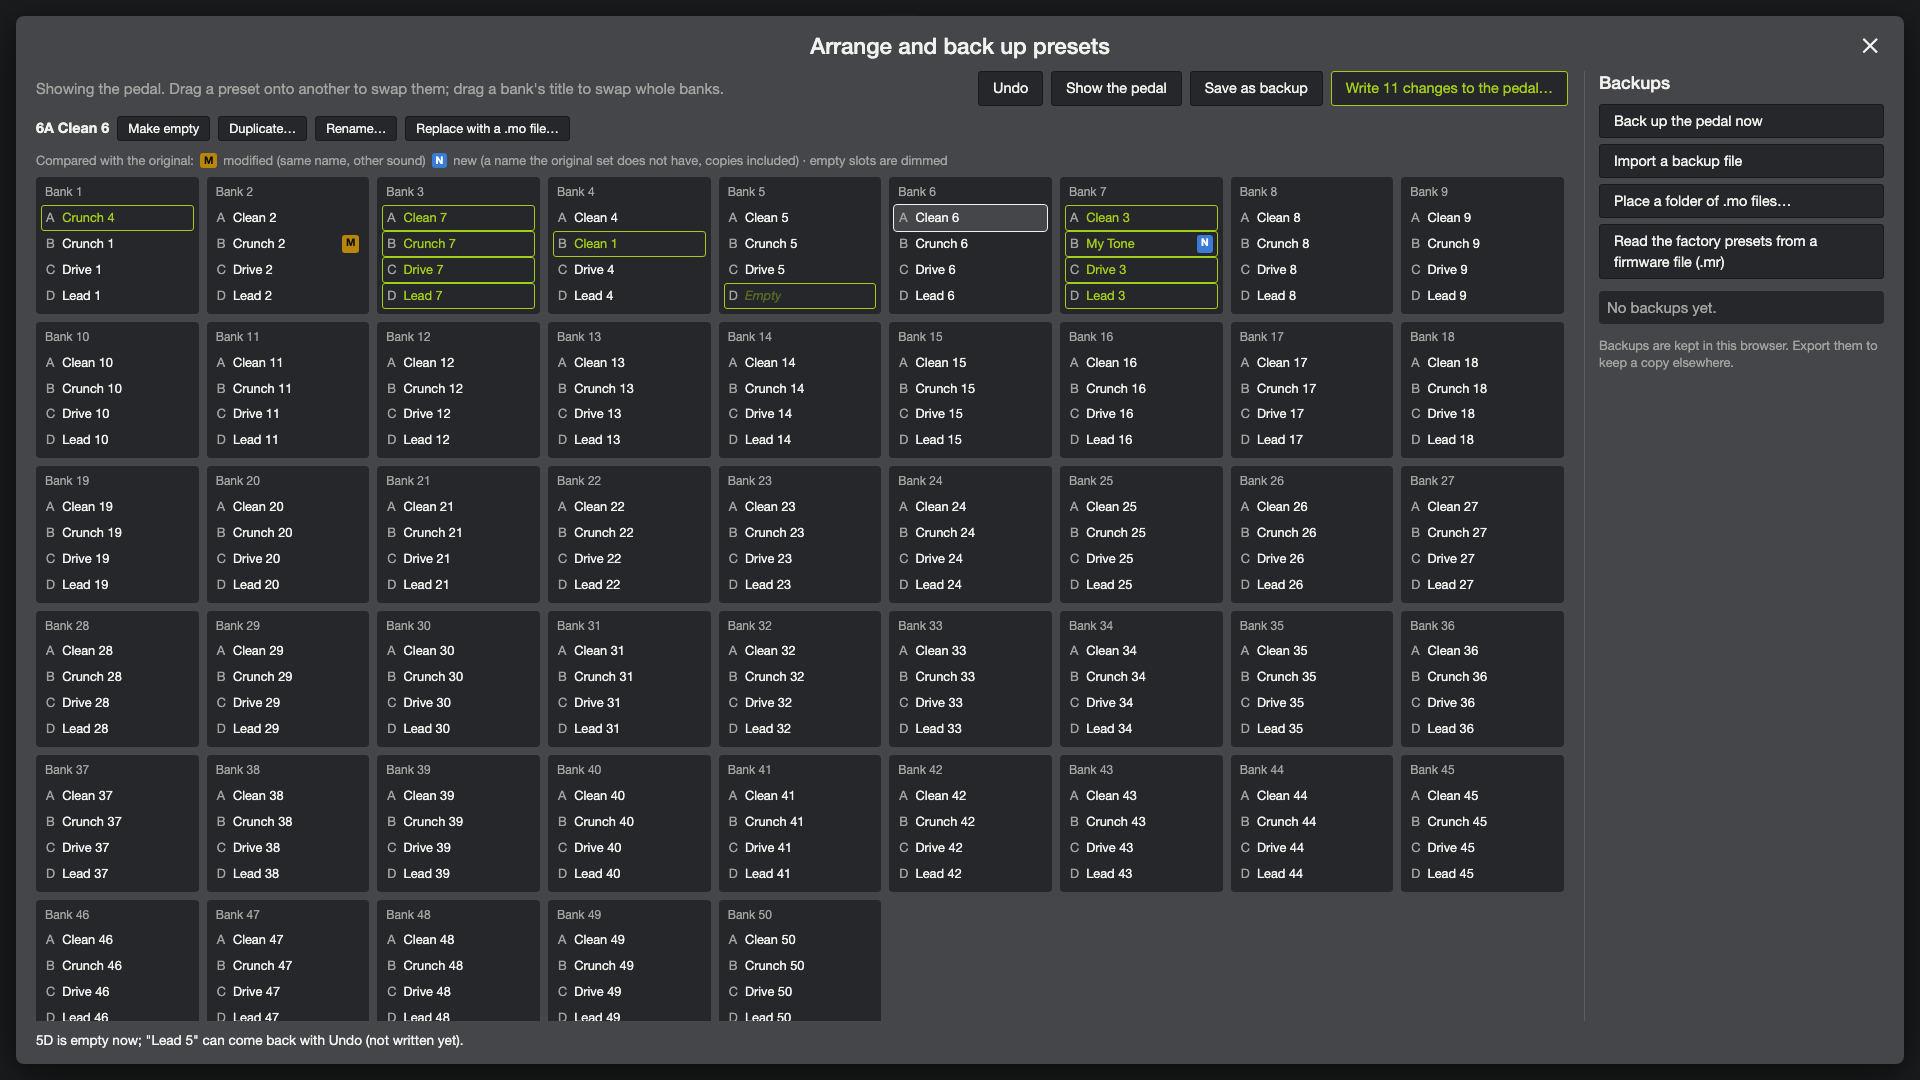 Arrange and back up presets
Showing the pedal. Drag a preset onto another to swap them; drag a bank's title to swap whole banks.
Undo
Show the pedal
Save as backup
Write 11 changes to the pedal...
6A Clean 6
Make empty
Duplicate...
Rename...
Replace with a .mo file...
Compared with the original: M modified (same name, other sound) N new (a name the original set does not have, copies included) · empty slots are dimmed
Bank 1
A Crunch 4
B Crunch 1
C Drive 1
D Lead 1
Bank 2
A Clean 2
B Crunch 2 M
C Drive 2
D Lead 2
Bank 3
A Clean 7
B Crunch 7
C Drive 7
D Lead 7
Bank 4
A Clean 4
B Clean 1
C Drive 4
D Lead 4
Bank 5
A Clean 5
B Crunch 5
C Drive 5
D Empty
Bank 6
A Clean 6
B Crunch 6
C Drive 6
D Lead 6
Bank 7
A Clean 3
B My Tone N
C Drive 3
D Lead 3
Bank 8
A Clean 8
B Crunch 8
C Drive 8
D Lead 8
Bank 9
A Clean 9
B Crunch 9
C Drive 9
D Lead 9
Bank 10
A Clean 10
B Crunch 10
C Drive 10
D Lead 10
Bank 11
A Clean 11
B Crunch 11
C Drive 11
D Lead 11
Bank 12
A Clean 12
B Crunch 12
C Drive 12
D Lead 12
Bank 13
A Clean 13
B Crunch 13
C Drive 13
D Lead 13
Bank 14
A Clean 14
B Crunch 14
C Drive 14
D Lead 14
Bank 15
A Clean 15
B Crunch 15
C Drive 15
D Lead 15
Bank 16
A Clean 16
B Crunch 16
C Drive 16
D Lead 16
Bank 17
A Clean 17
B Crunch 17
C Drive 17
D Lead 17
Bank 18
A Clean 18
B Crunch 18
C Drive 18
D Lead 18
Bank 19
A Clean 19
B Crunch 19
C Drive 19
D Lead 19
Bank 20
A Clean 20
B Crunch 20
C Drive 20
D Lead 20
Bank 21
A Clean 21
B Crunch 21
C Drive 21
D Lead 21
Bank 22
A Clean 22
B Crunch 22
C Drive 22
D Lead 22
Bank 23
A Clean 23
B Crunch 23
C Drive 23
D Lead 23
Bank 24
A Clean 24
B Crunch 24
C Drive 24
D Lead 24
Bank 25
A Clean 25
B Crunch 25
C Drive 25
D Lead 25
Bank 26
A Clean 26
B Crunch 26
C Drive 26
D Lead 26
Bank 27
A Clean 27
B Crunch 27
C Drive 27
D Lead 27
Bank 28
A Clean 28
B Crunch 28
C Drive 28
D Lead 28
Bank 29
A Clean 29
B Crunch 29
C Drive 29
D Lead 29
Bank 30
A Clean 30
B Crunch 30
C Drive 30
D Lead 30
Bank 31
A Clean 31
B Crunch 31
C Drive 31
D Lead 31
Bank 32
A Clean 32
B Crunch 32
C Drive 32
D Lead 32
Bank 33
A Clean 33
B Crunch 33
C Drive 33
D Lead 33
Bank 34
A Clean 34
B Crunch 34
C Drive 34
D Lead 34
Bank 35
A Clean 35
B Crunch 35
C Drive 35
D Lead 35
Bank 36
A Clean 36
B Crunch 36
C Drive 36
D Lead 36
Bank 37
A Clean 37
B Crunch 37
C Drive 37
D Lead 37
Bank 38
A Clean 38
B Crunch 38
C Drive 38
D Lead 38
Bank 39
A Clean 39
B Crunch 39
C Drive 39
D Lead 39
Bank 40
A Clean 40
B Crunch 40
C Drive 40
D Lead 40
Bank 41
A Clean 41
B Crunch 41
C Drive 41
D Lead 41
Bank 42
A Clean 42
B Crunch 42
C Drive 42
D Lead 42
Bank 43
A Clean 43
B Crunch 43
C Drive 43
D Lead 43
Bank 44
A Clean 44
B Crunch 44
C Drive 44
D Lead 44
Bank 45
A Clean 45
B Crunch 45
C Drive 45
D Lead 45
Bank 46
A Clean 46
B Crunch 46
C Drive 46
D Lead 46
Bank 47
A Clean 47
B Crunch 47
C Drive 47
D Lead 47
Bank 48
A Clean 48
B Crunch 48
C Drive 48
D Lead 48
Bank 49
A Clean 49
B Crunch 49
C Drive 49
D Lead 49
Bank 50
A Clean 50
B Crunch 50
C Drive 50
D Lead 50
5D is empty now; "Lead 5" can come back with Undo (not written yet).
Backups
Back up the pedal now
Import a backup file
Place a folder of .mo files...
Read the factory presets from a
firmware file (.mr)
No backups yet.
Backups are kept in this browser. Export them to
keep a copy elsewhere.